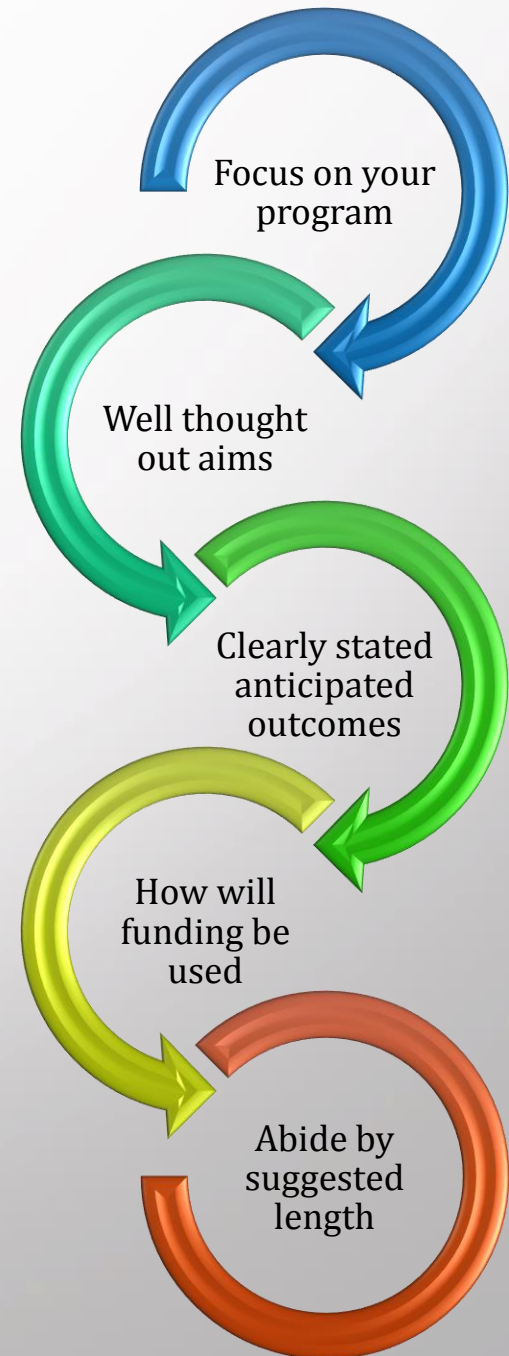 Focus on your
program
Well thought
out aims
Clearly stated
anticipated
outcomes
How will
funding be
used
Abide by
suggested
length